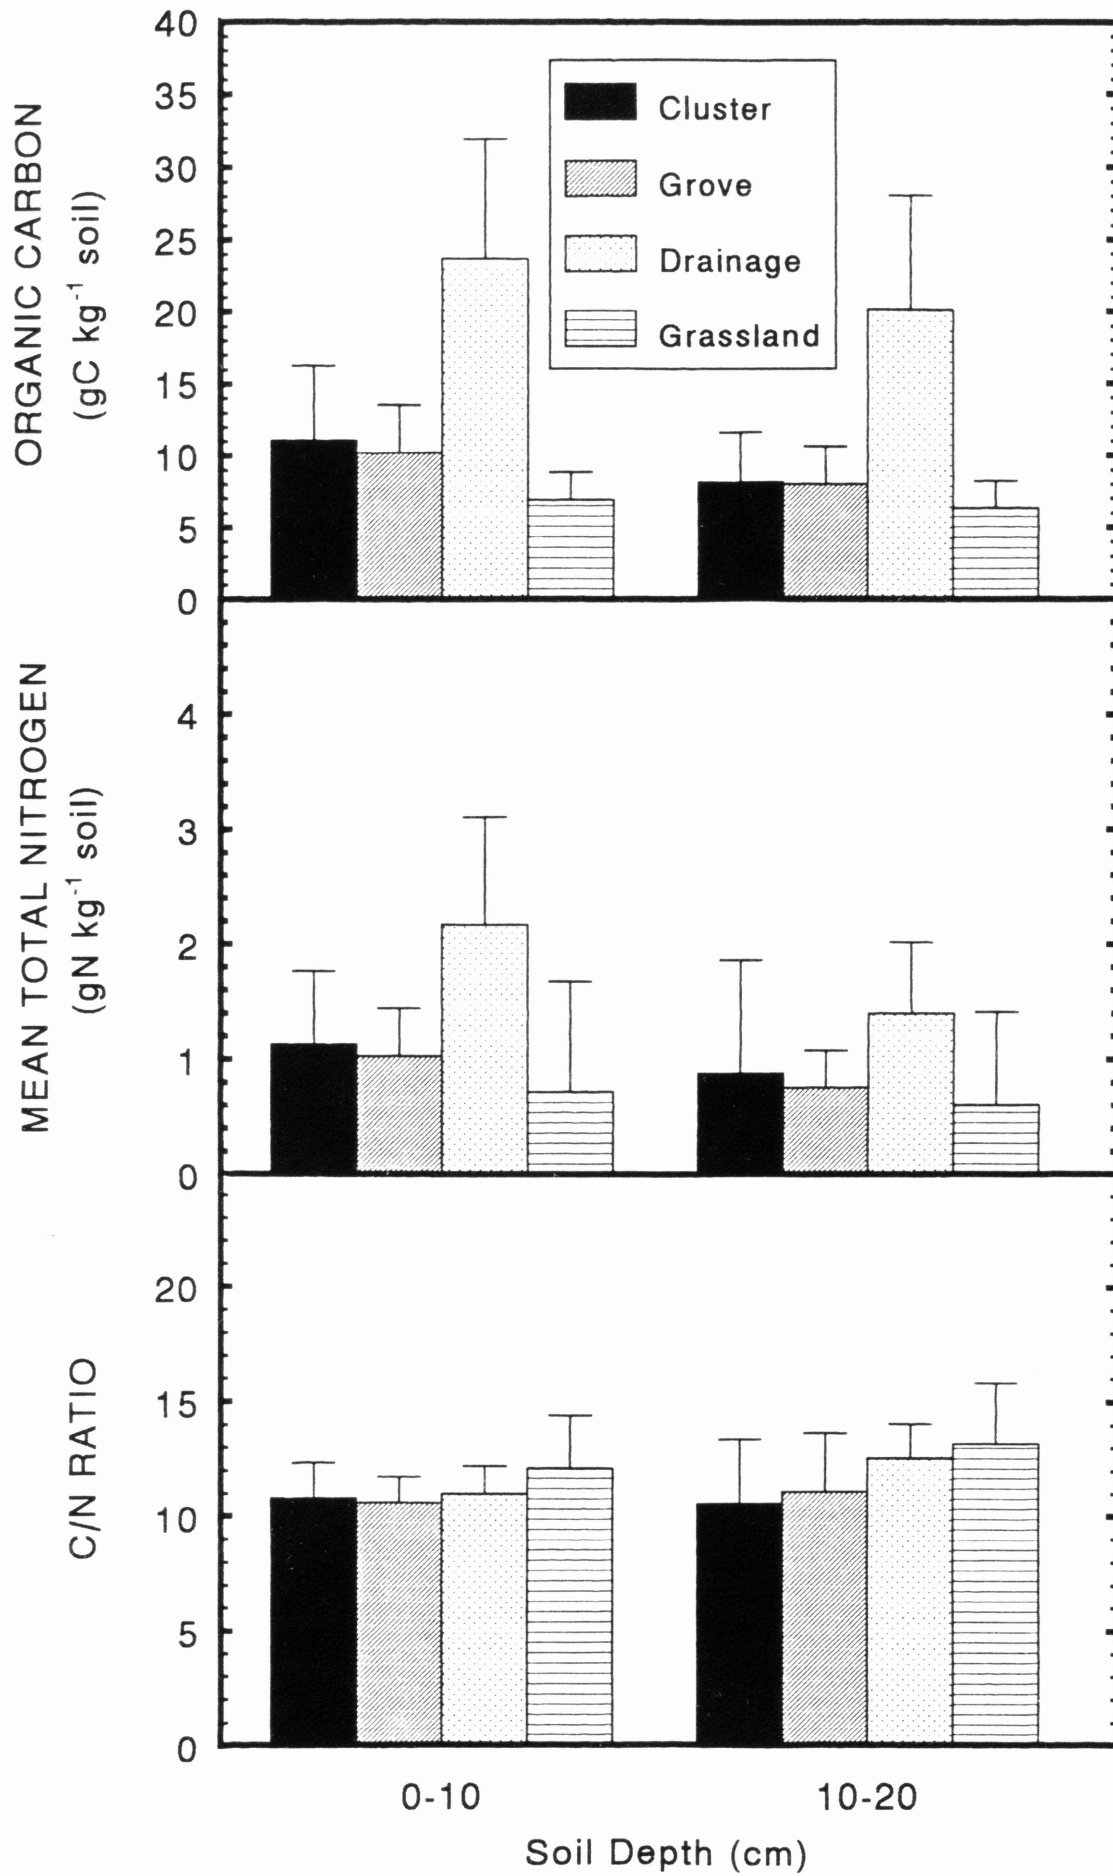 40
35
30
25
20
15
10
5
0
ORGANIC CARBON
(gC kg⁻¹ soil)
Cluster
Grove
Drainage
Grassland
4
3
2
1
0
MEAN TOTAL NITROGEN
(gN kg⁻¹ soil)
20
15
10
5
0
C/N RATIO
0-10
10-20
Soil Depth (cm)